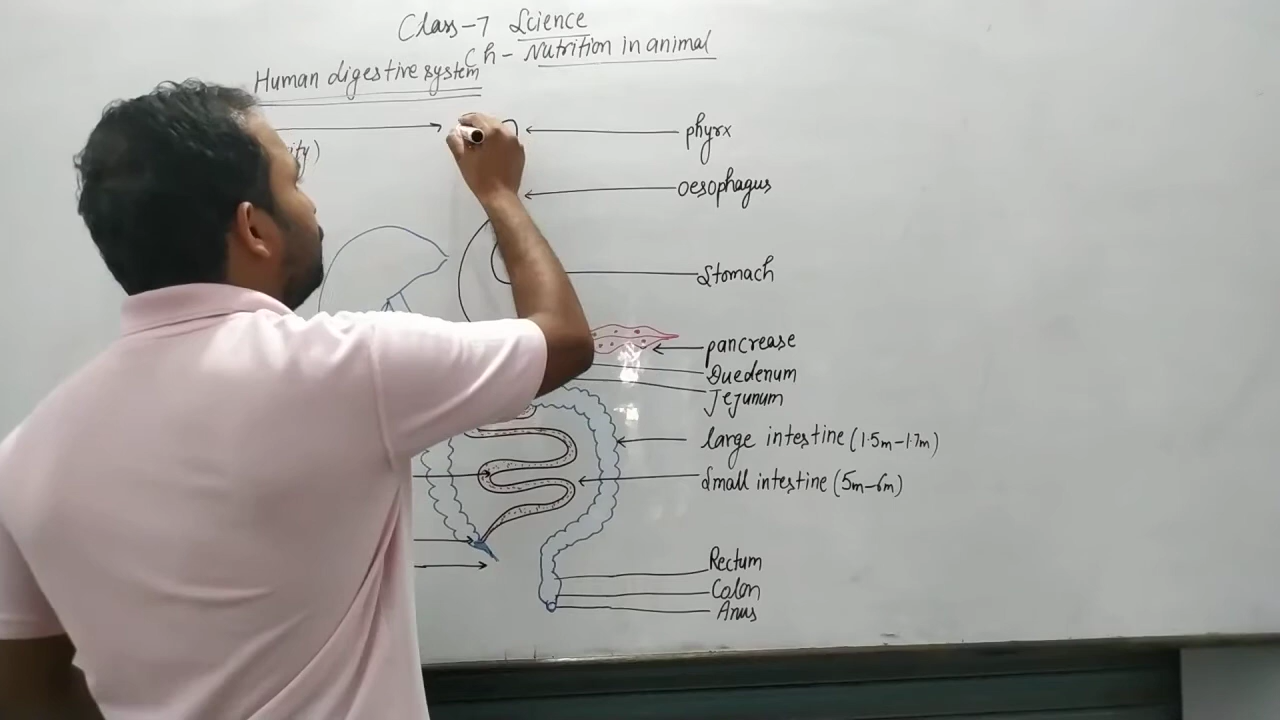 Class-7 Science
Ch - Nutrition in animal
Human digestive system
phyrx
ity)
oesophagus
Stomach
pancrease
Duedenum
Jejunum
large intestine (1.5m-1.7m)
Small intestine (5m-6m)
Rectum
Colon
Anus